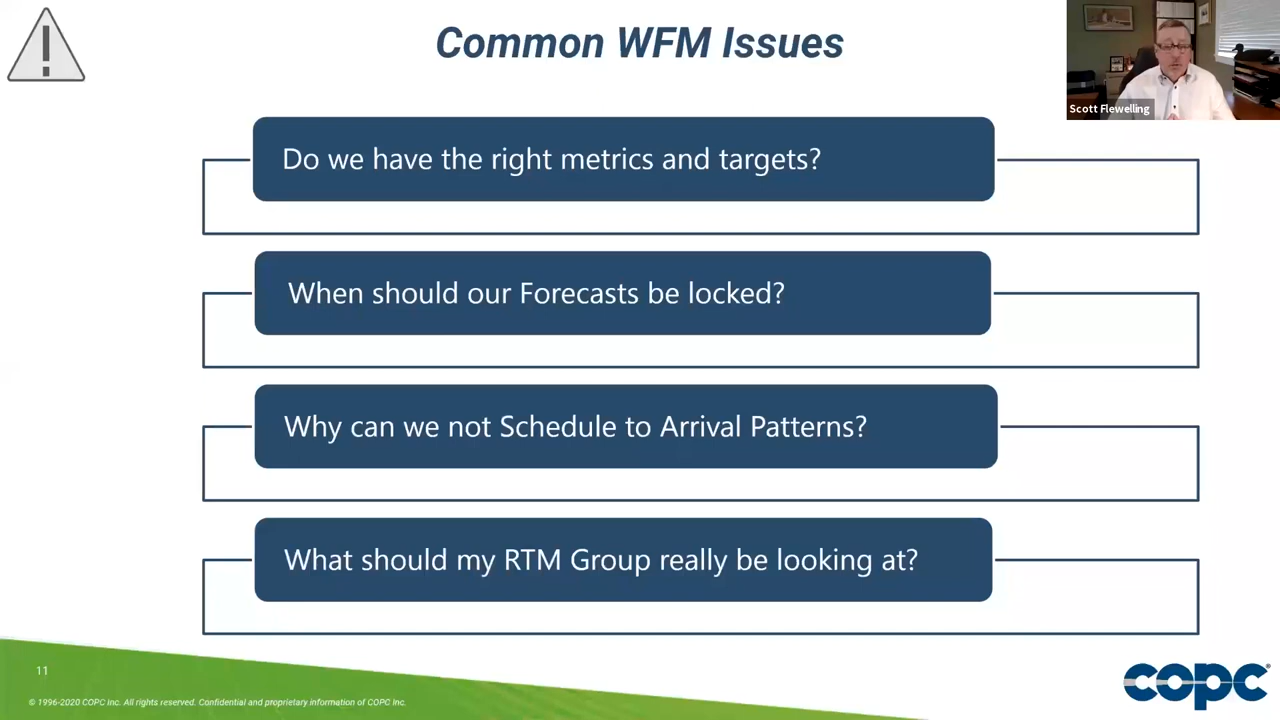 Common WFM Issues
Scott Flewelling
Do we have the right metrics and targets?
When should our Forecasts be locked?
Why can we not Schedule to Arrival Patterns?
What should my RTM Group really be looking at?
11
© 1996-2020 COPC Inc. All rights reserved. Confidential and proprietary information of COPC Inc.
copc®